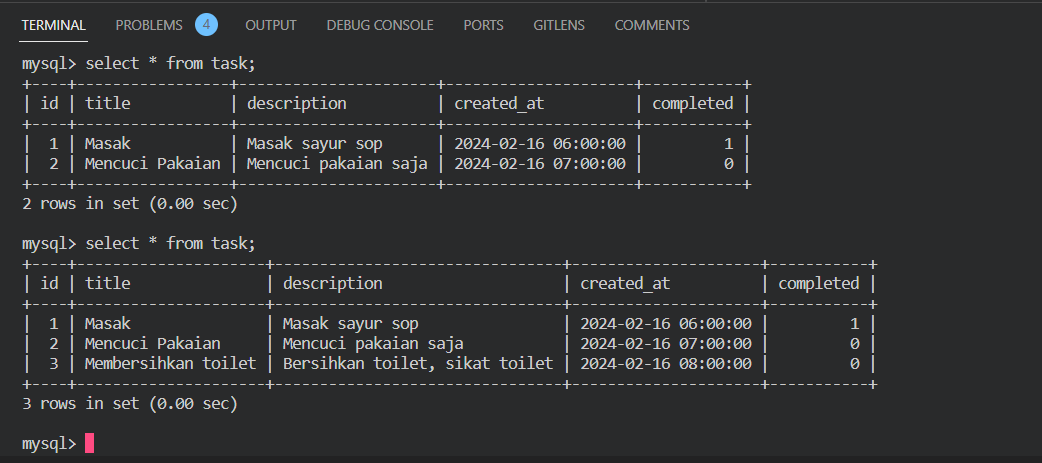 TERMINAL PROBLEMS 4 OUTPUT DEBUG CONSOLE PORTS GITLENS COMMENTS
mysql> select * from task;
+----+-----------------+----------------------+---------------------+-----------+
| id | title           | description          | created_at          | completed |
+----+-----------------+----------------------+---------------------+-----------+
|  1 | Masak           | Masak sayur sop      | 2024-02-16 06:00:00 |         1 |
|  2 | Mencuci Pakaian | Mencuci pakaian saja | 2024-02-16 07:00:00 |         0 |
+----+-----------------+----------------------+---------------------+-----------+
2 rows in set (0.00 sec)
mysql> select * from task;
+----+---------------------+--------------------------------+---------------------+-----------+
| id | title               | description                    | created_at          | completed |
+----+---------------------+--------------------------------+---------------------+-----------+
|  1 | Masak               | Masak sayur sop                | 2024-02-16 06:00:00 |         1 |
|  2 | Mencuci Pakaian     | Mencuci pakaian saja           | 2024-02-16 07:00:00 |         0 |
|  3 | Membersihkan toilet | Bersihkan toilet, sikat toilet | 2024-02-16 08:00:00 |         0 |
+----+---------------------+--------------------------------+---------------------+-----------+
3 rows in set (0.00 sec)
mysql>